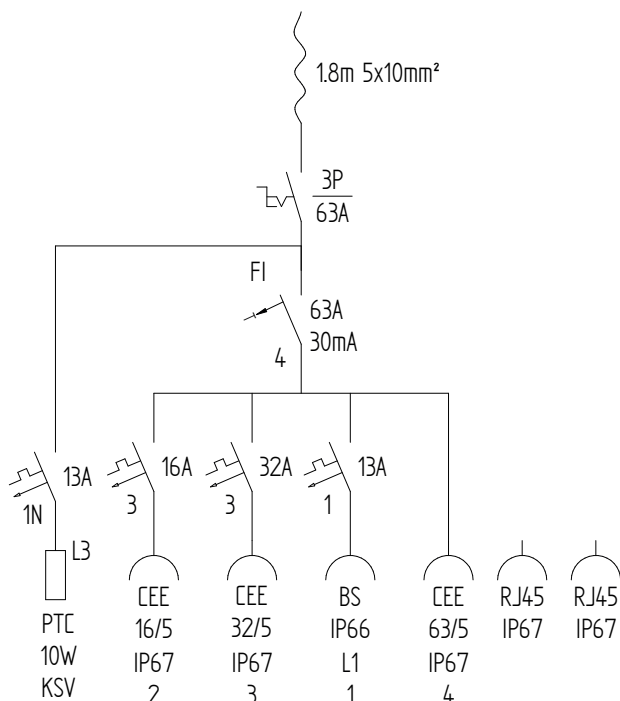 1.8m 5x10mm²
3P
63A
FI
63A
30mA
4
13A
1N
16A
3
32A
3
13A
1
L3
PTC
10W
KSV
CEE
16/5
IP67
2
CEE
32/5
IP67
3
BS
IP66
L1
1
CEE
63/5
IP67
4
RJ45
IP67
RJ45
IP67